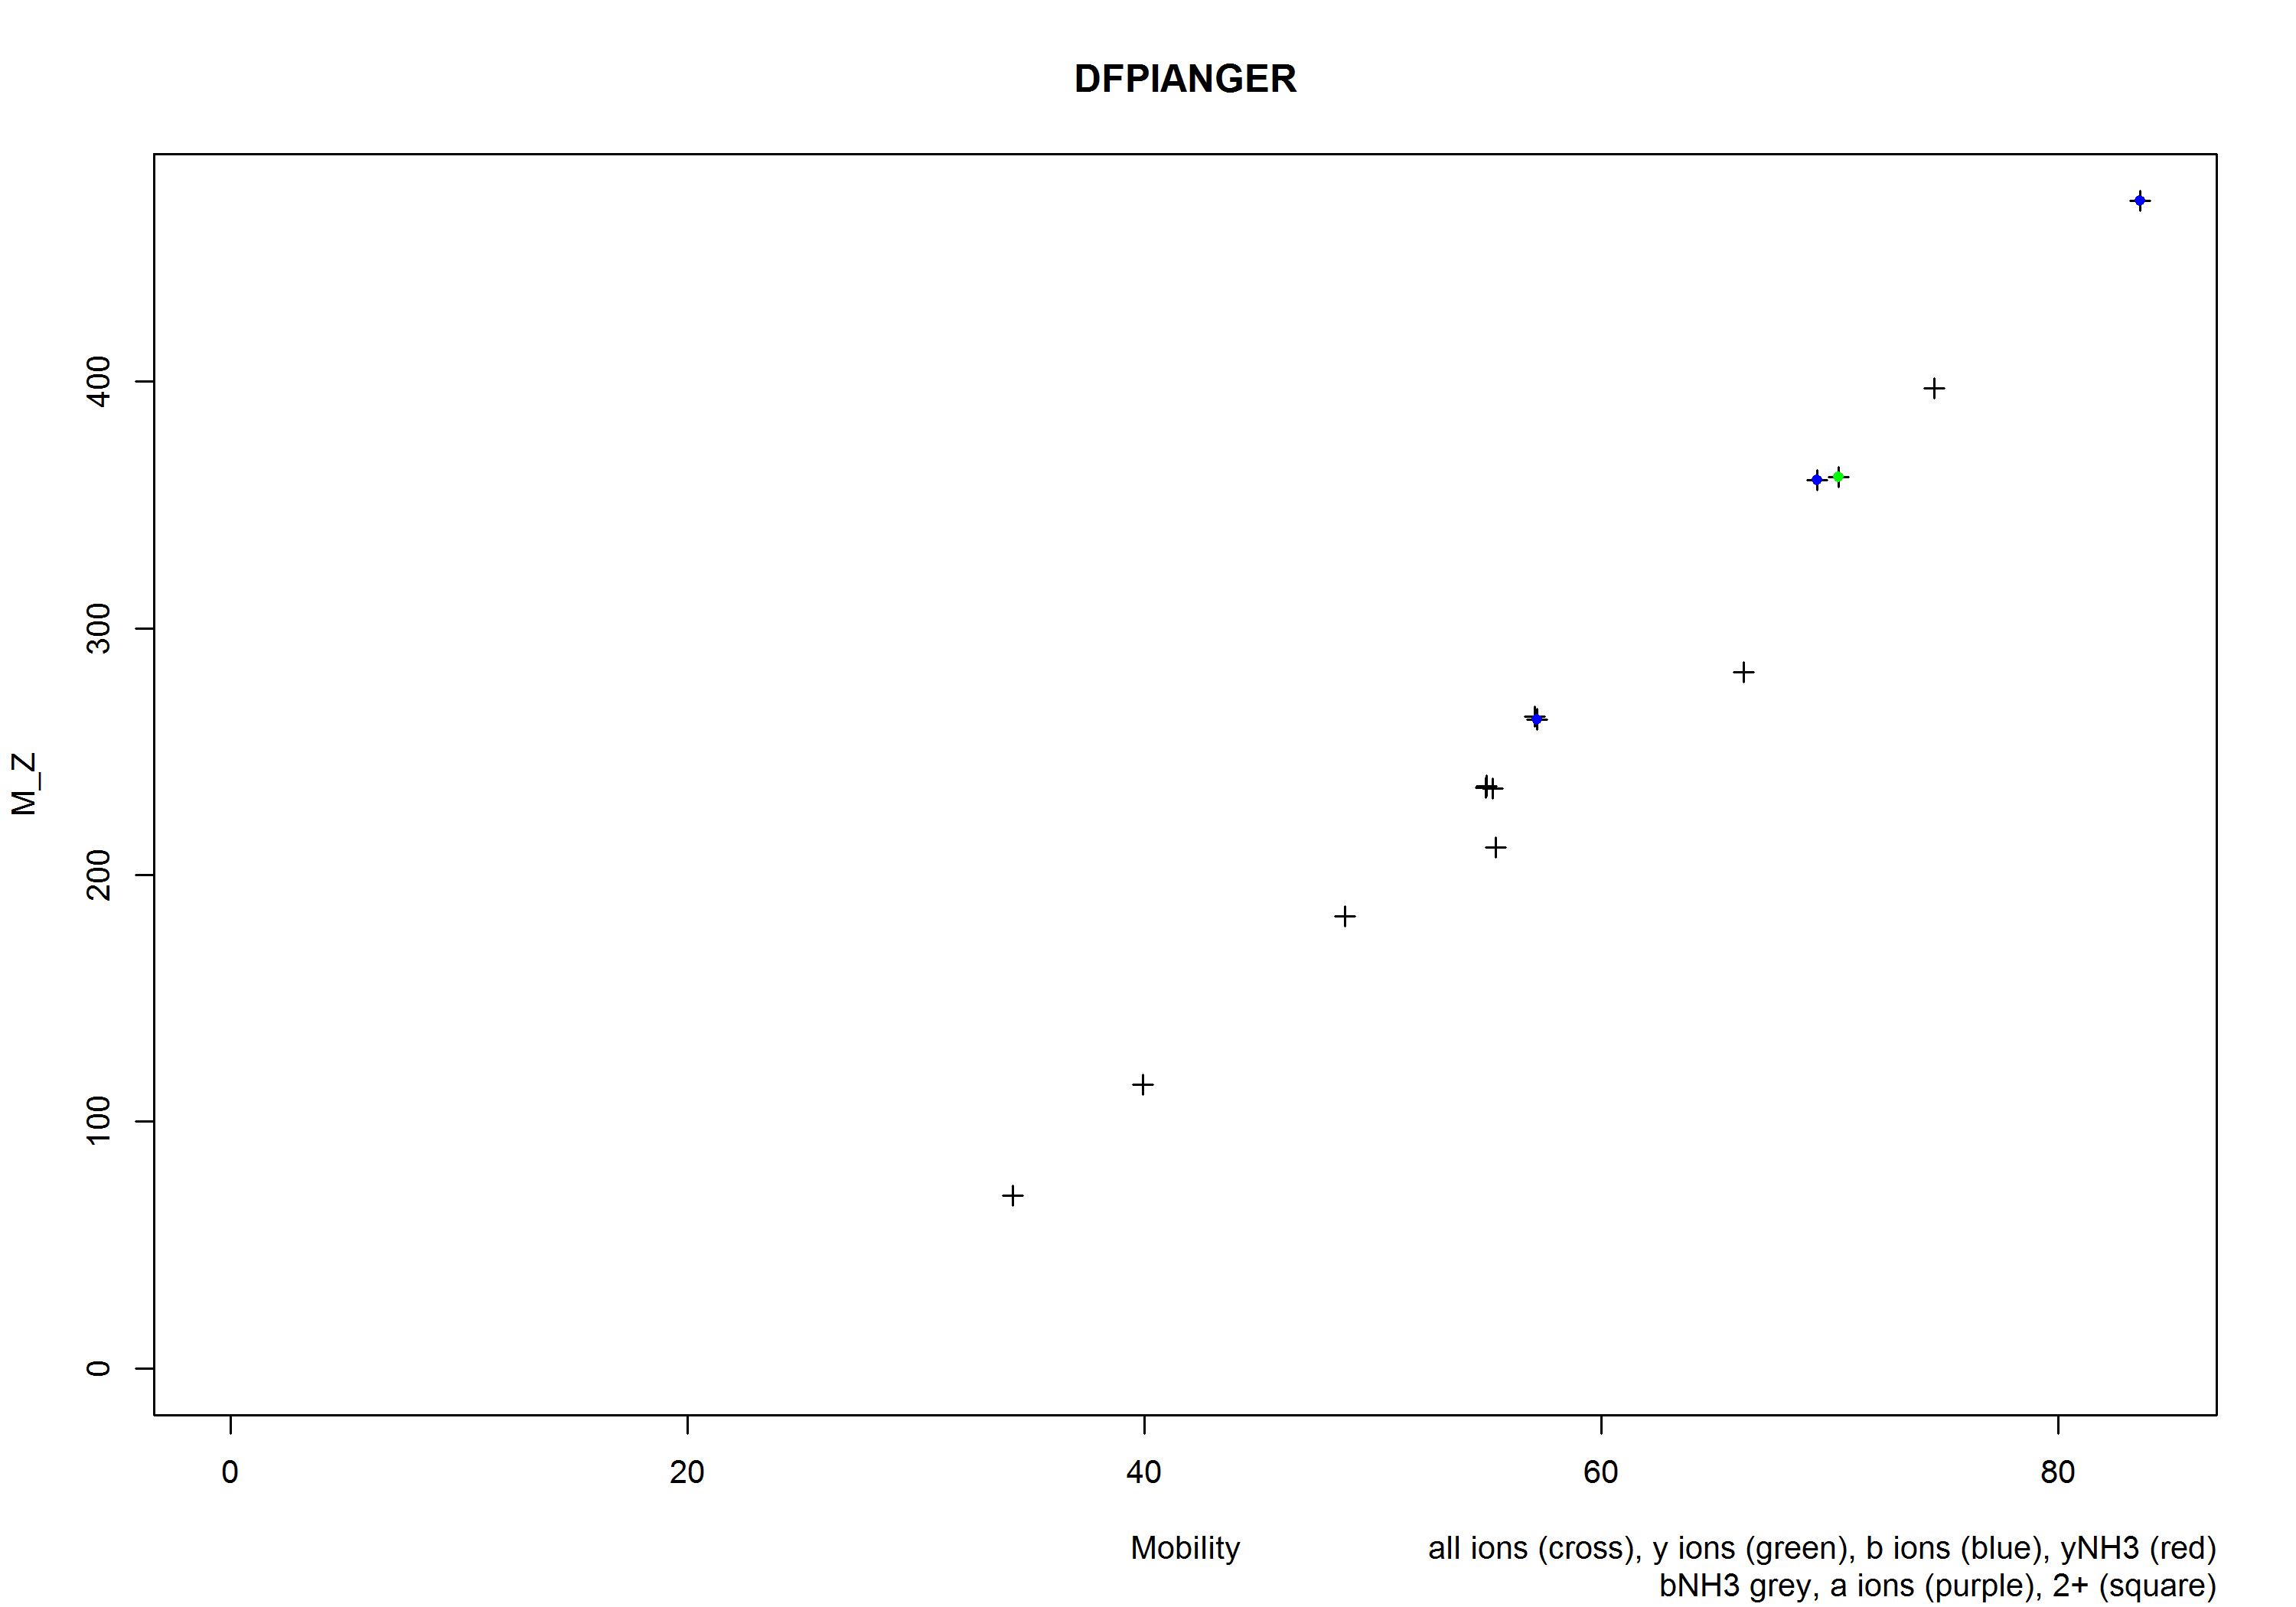 DFPIANGER
M_Z
400
300
200
100
0
0 20 40 60 80
Mobility
all ions (cross), y ions (green), b ions (blue), yNH3 (red)
bNH3 grey, a ions (purple), 2+ (square)